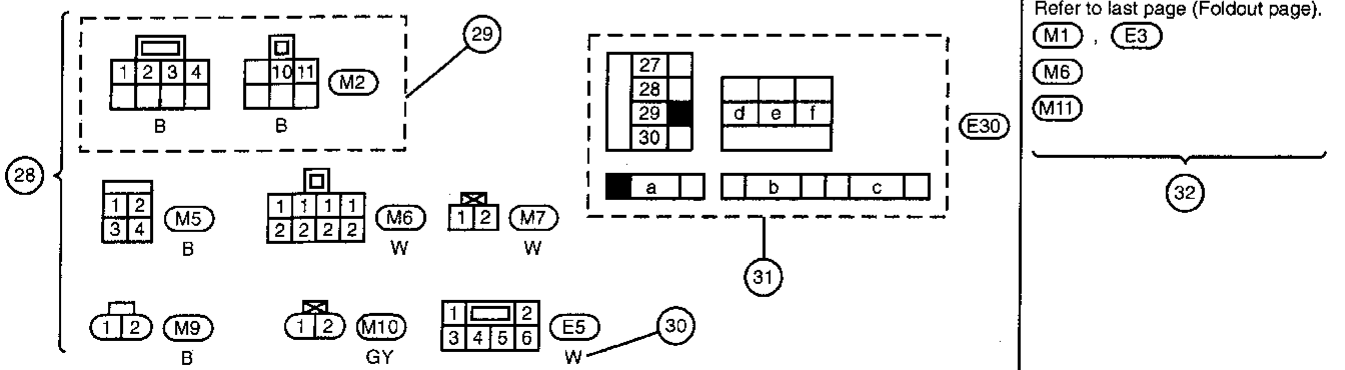 Refer to last page (Foldout page).
M1 , E3
M6
M11
32
28
29
1 2 3 4
10 11
M2
B
B
27
28
29
30
d e f
E30
a
b
c
31
1 2
3 4
M5
B
1 1 1 1
2 2 2 2
M6
W
1 2
M7
W
1 2
M9
B
1 2
M10
GY
1 2
3 4 5 6
E5
W
30